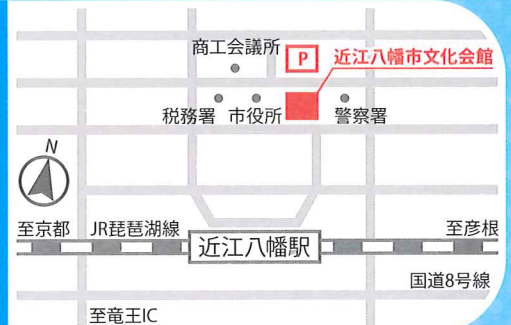 商工会議所
P
近江八幡市文化会館
税務署
市役所
警察署
N
至京都
JR琵琶湖線
近江八幡駅
至彦根
国道8号線
至竜王IC